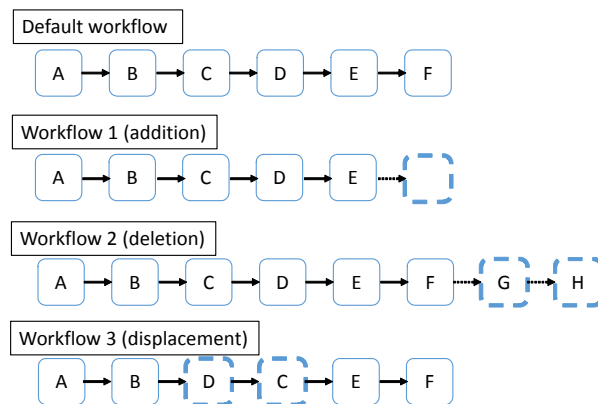 Default workflow
A B C D E F
Workflow 1 (addition)
A B C D E
Workflow 2 (deletion)
A B C D E F G H
Workflow 3 (displacement)
A B D C E F